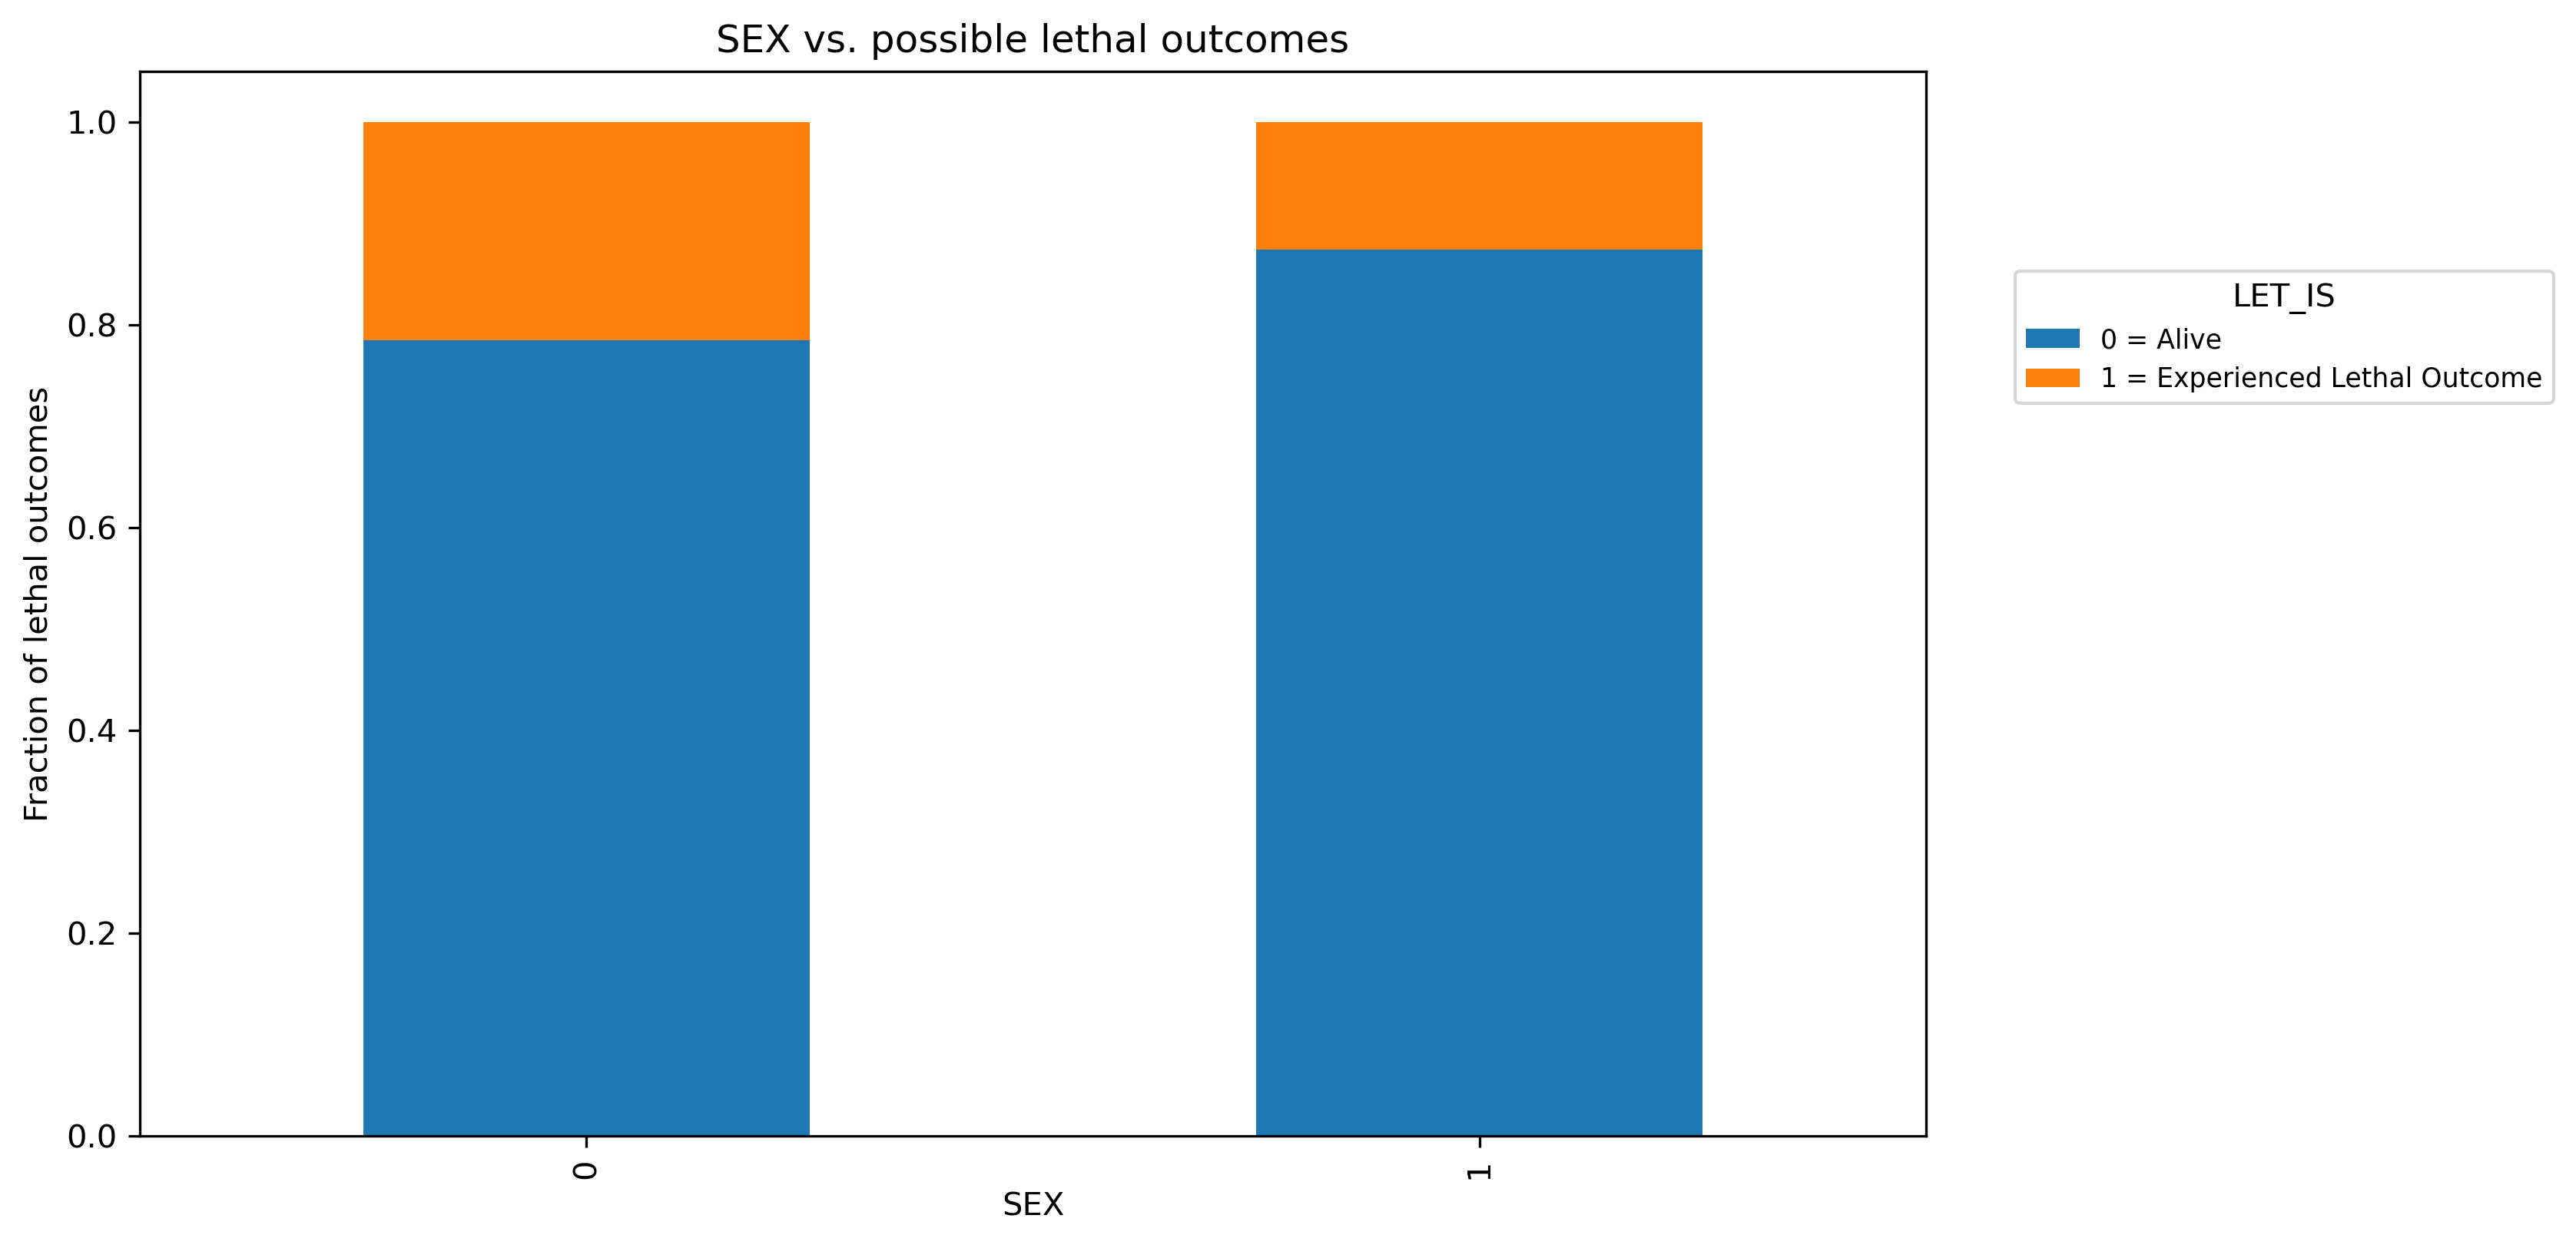 SEX vs. possible lethal outcomes
Fraction of lethal outcomes
1.0
0.8
0.6
0.4
0.2
0.0
0
1
SEX
LET_IS
0 = Alive
1 = Experienced Lethal Outcome